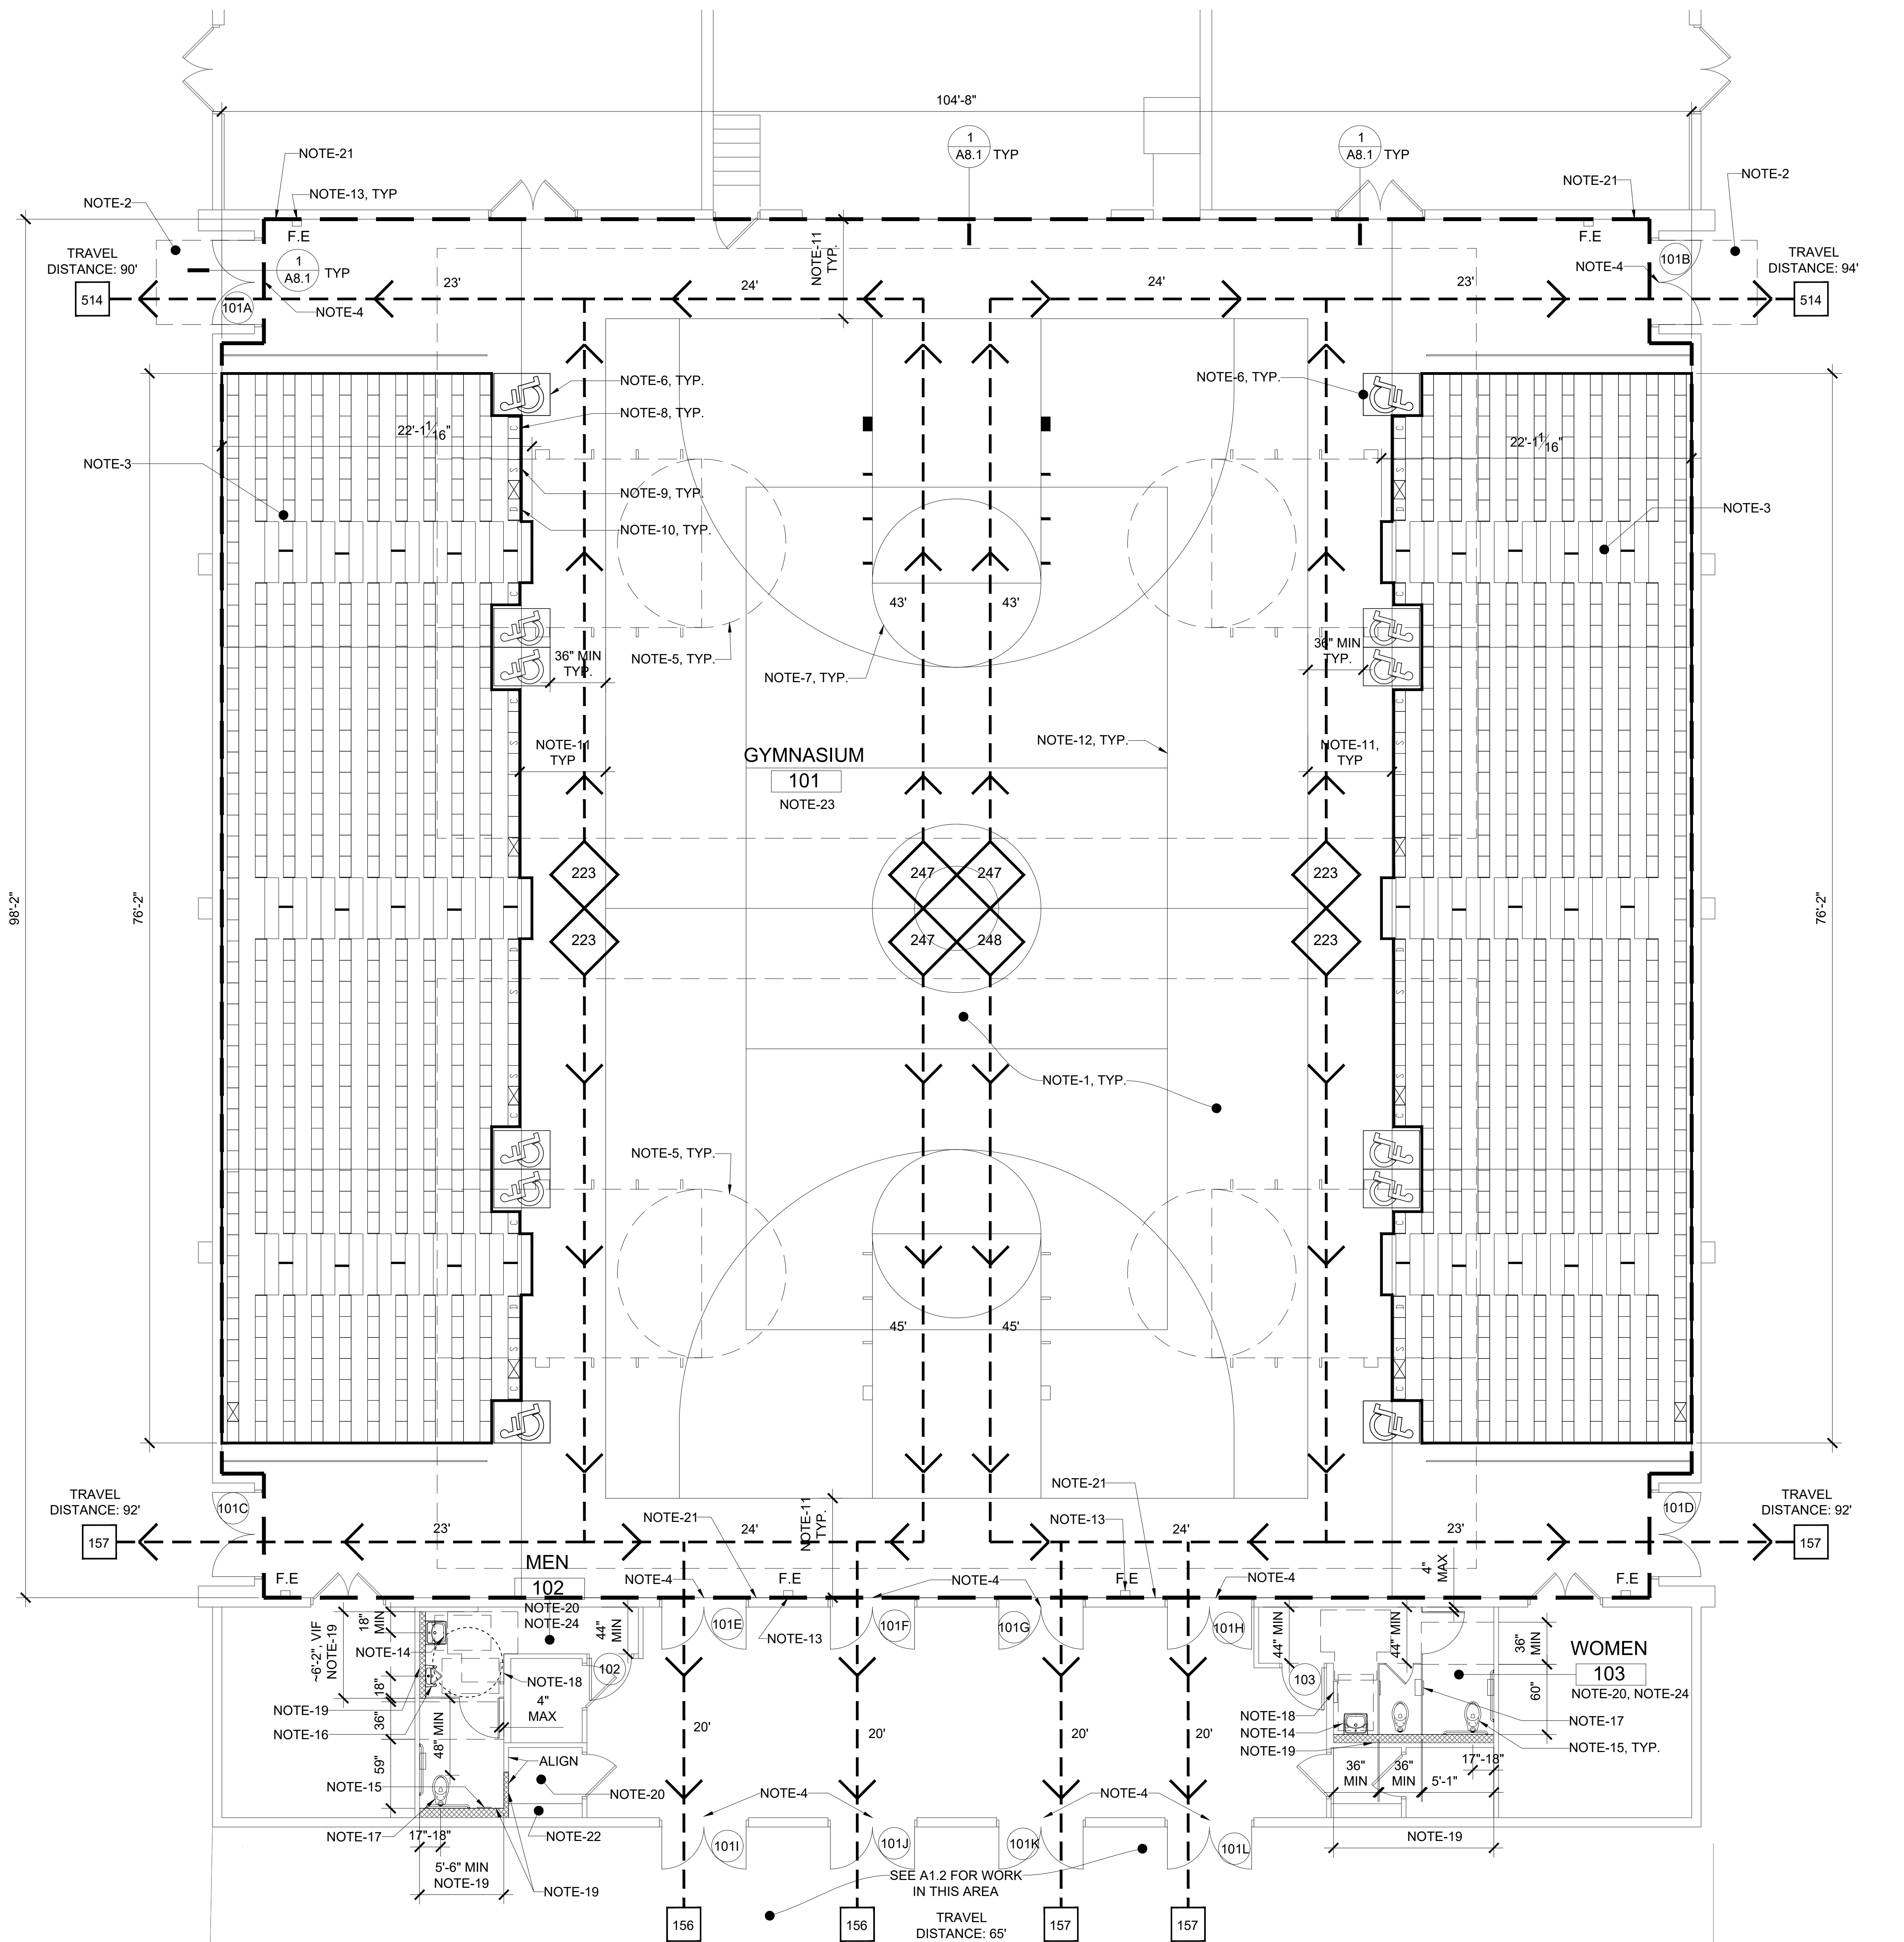 104'-8"
1
A8.1
TYP
1
A8.1
TYP
NOTE-21
NOTE-13, TYP
NOTE-21
NOTE-2
NOTE-2
F.E
F.E
TRAVEL
DISTANCE: 90'
1
A8.1
TYP
NOTE-11
TYP.
101B
NOTE-4
TRAVEL
DISTANCE: 94'
514
101A
NOTE-4
23'
24'
24'
23'
514
NOTE-6, TYP.
NOTE-6, TYP.
NOTE-8, TYP.
22'-1 1/16"
22'-1 1/16"
C
C
NOTE-3
S
S
NOTE-9, TYP.
NOTE-3
D
D
NOTE-10, TYP.
C
C
43'
43'
36" MIN
TYP.
NOTE-5, TYP.
36" MIN
TYP.
NOTE-7, TYP.
C
C
S
S
NOTE-11
TYP
GYMNASIUM
101
NOTE-23
NOTE-12, TYP.
NOTE-11,
TYP
98'-2"
76'-2"
76'-2"
223
247
247
223
223
247
248
223
D
D
S
S
NOTE-1, TYP.
S
S
C
C
NOTE-5, TYP.
C
C
45'
45'
D
D
S
S
C
C
TRAVEL
DISTANCE: 92'
101C
NOTE-11
TYP.
NOTE-21
NOTE-21
NOTE-13
101D
TRAVEL
DISTANCE: 92'
157
23'
24'
24'
23'
157
MEN
102
NOTE-20
NOTE-24
F.E
F.E
F.E
F.E
4"
MAX
NOTE-4
NOTE-4
NOTE-4
18"
MIN
44"
MIN
101E
101F
101G
101H
NOTE-13
~6'-2", VIF
NOTE-19
NOTE-14
102
44" MIN
44" MIN
36"
MIN
WOMEN
103
NOTE-20, NOTE-24
18"
NOTE-18
103
60"
NOTE-19
NOTE-16
36"
4"
MAX
48" MIN
20'
20'
20'
20'
NOTE-18
NOTE-14
NOTE-19
NOTE-17
NOTE-15, TYP.
59"
ALIGN
NOTE-15
NOTE-20
NOTE-4
NOTE-4
36"
MIN
36"
MIN
5'-1"
17"-18"
NOTE-17
17"-18"
NOTE-22
101I
101J
101K
101L
NOTE-19
5'-6" MIN
NOTE-19
NOTE-19
SEE A1.2 FOR WORK
IN THIS AREA
156
156
TRAVEL
DISTANCE: 65'
157
157